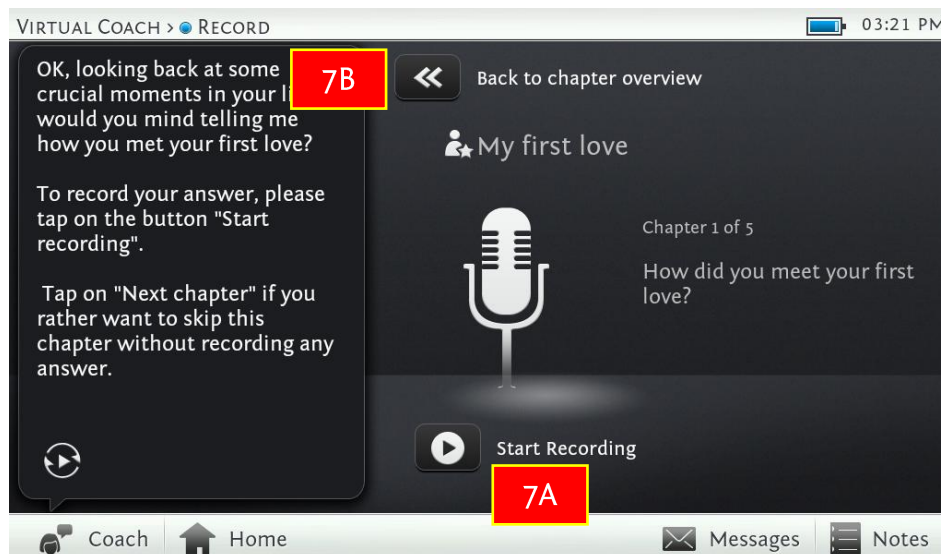 VIRTUAL COACH > RECORD
03:21 PM
OK, looking back at some
crucial moments in your li
would you mind telling me
how you met your first love?
To record your answer, please
tap on the button "Start
recording".
Tap on "Next chapter" if you
rather want to skip this
chapter without recording any
answer.
7B
Back to chapter overview
My first love
Chapter 1 of 5
How did you meet your first
love?
Start Recording
7A
Coach
Home
Messages
Notes